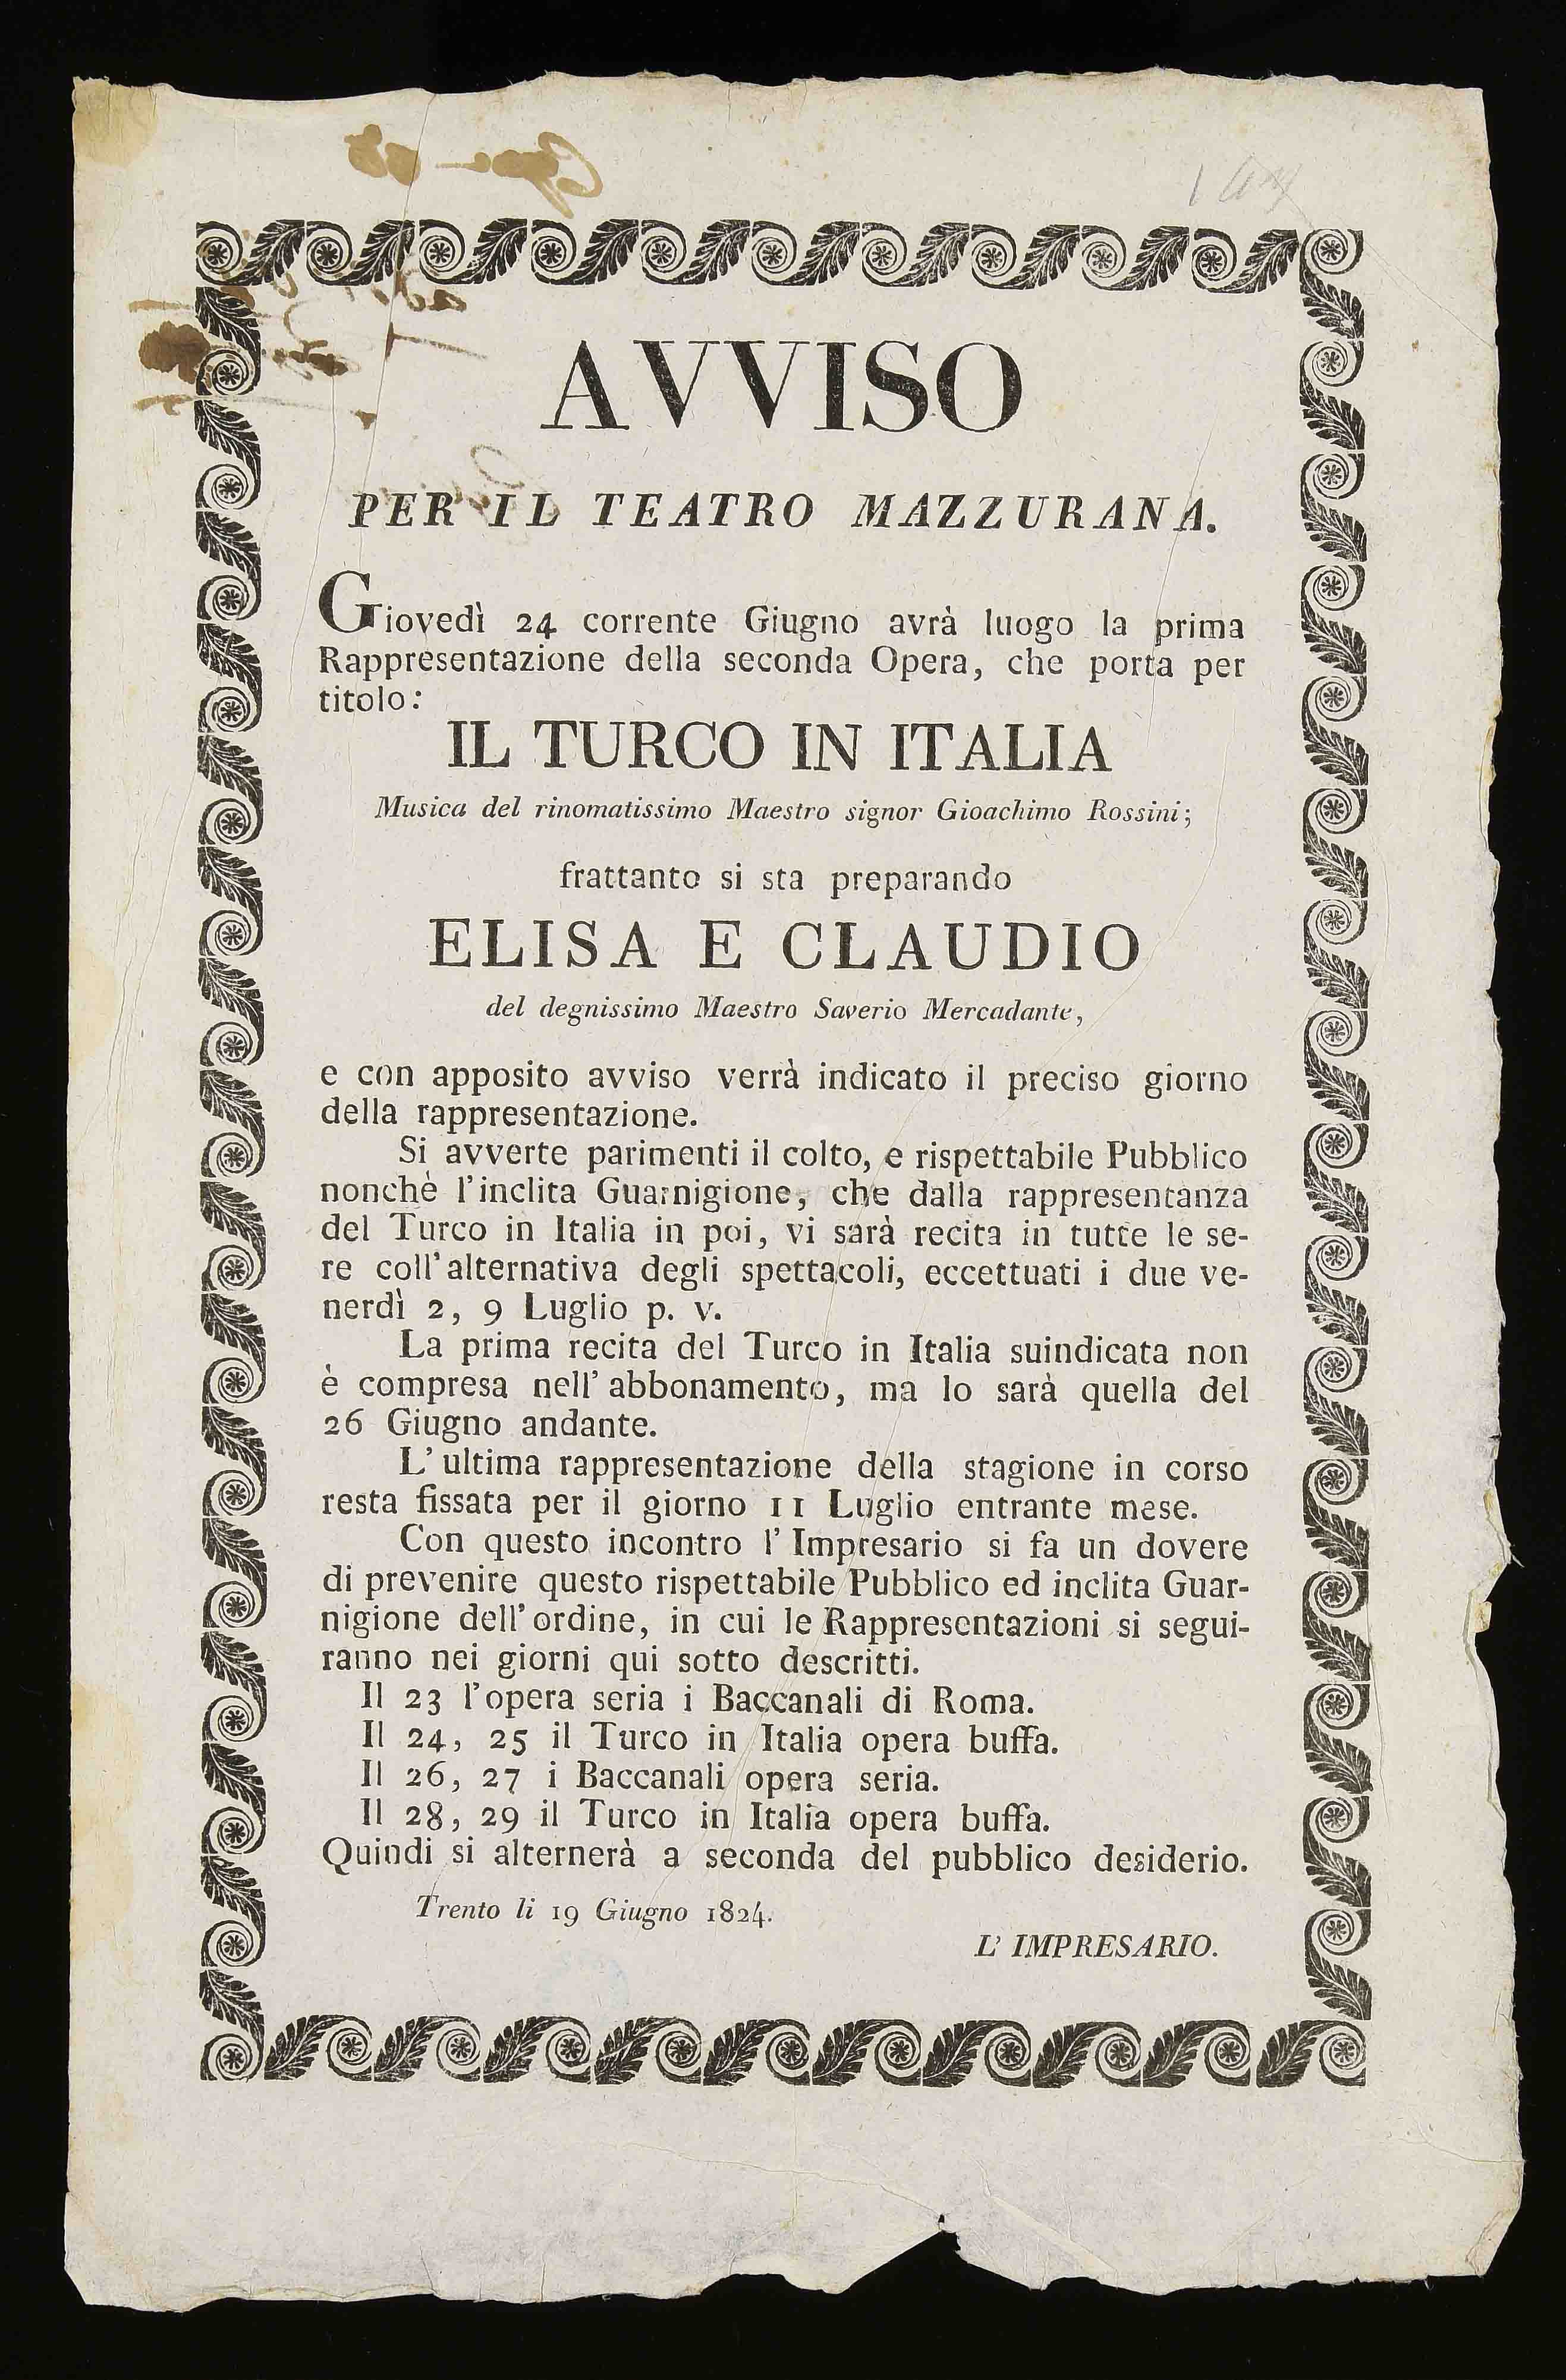 AVVISO
PER IL TEATRO MAZZURANA.
Giovedì 24 corrente Giugno avrà luogo la prima
Rappresentazione della seconda Opera, che porta per
titolo:
IL TURCO IN ITALIA
Musica del rinomatissimo Maestro signor Gioachimo Rossini;
frattanto si sta preparando
ELISA E CLAUDIO
del degnissimo Maestro Saverio Mercadante,
e con apposito avviso verrà indicato il preciso giorno
della rappresentazione.
Si avverte parimenti il colto, e rispettabile Pubblico
nonchè l'inclita Guarnigione, che dalla rappresentanza
del Turco in Italia in poi, vi sarà recita in tutte le se-
re coll'alternativa degli spettacoli, eccettuati i due ve-
nerdì 2, 9 Luglio p. v.
La prima recita del Turco in Italia suindicata non
è compresa nell'abbonamento, ma lo sarà quella del
26 Giugno andante.
L'ultima rappresentazione della stagione in corso
resta fissata per il giorno 11 Luglio entrante mese.
Con questo incontro l'Impresario si fa un dovere
di prevenire questo rispettabile Pubblico ed inclita Guar-
nigione dell'ordine, in cui le Rappresentazioni si segui-
ranno nei giorni qui sotto descritti.
Il 23 l'opera seria i Baccanali di Roma.
Il 24, 25 il Turco in Italia opera buffa.
Il 26, 27 i Baccanali opera seria.
Il 28, 29 il Turco in Italia opera buffa.
Quindi si alternerà a seconda del pubblico desiderio.
Trento li 19 Giugno 1824.
L'IMPRESARIO.